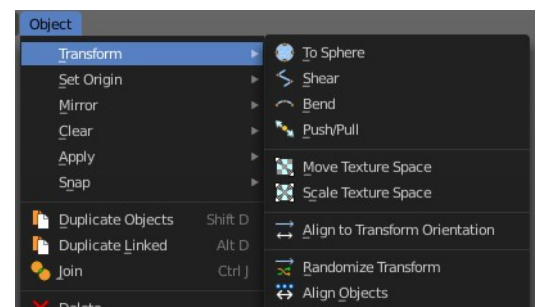 Object
Transform
Set Origin
Mirror
Clear
Apply
Snap
Duplicate Objects Shift D
Duplicate Linked Alt D
Join Ctrl J
Delete
To Sphere
Shear
Bend
Push/Pull
Move Texture Space
Scale Texture Space
Align to Transform Orientation
Randomize Transform
Align Objects